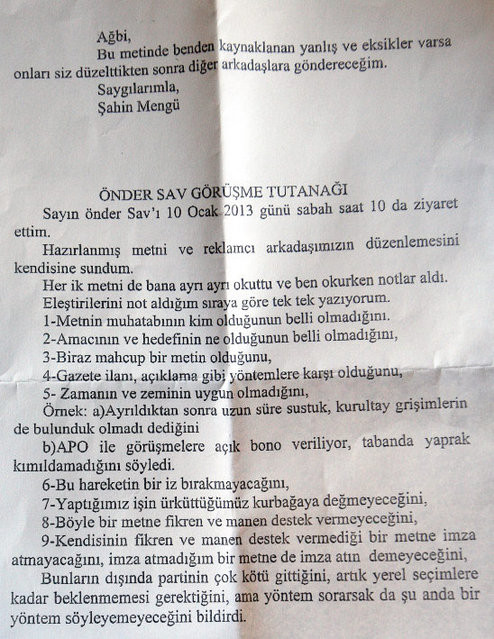 Ağbi,
Bu metinde benden kaynaklanan yanlış ve eksikler varsa
onları siz düzelttikten sonra diğer arkadaşlara göndereceğim.
Saygılarımla,
Şahin Mengü
ÖNDER SAV GÖRÜŞME TUTANAĞI
Sayın önder Sav'ı 10 Ocak 2013 günü sabah saat 10 da ziyaret
ettim.
Hazırlanmış metni ve reklamcı arkadaşımızın düzenlemesini
kendisine sundum.
Her ik metni de bana ayrı ayrı okuttu ve ben okurken notlar aldı.
Eleştirilerini not aldığım sıraya göre tek tek yazıyorum.
1-Metnin muhatabının kim olduğunun belli olmadığını.
2-Amacının ve hedefinin ne olduğunun belli olmadığını,
3-Biraz mahcup bir metin olduğunu,
4-Gazete ilanı, açıklama gibi yöntemlere karşı olduğunu,
5- Zamanın ve zeminin uygun olmadığını,
Örnek: a)Ayrıldıktan sonra uzun süre sustuk, kurultay grişimlerin
de bulunduk olmadı dediğini
b)APO ile görüşmelere açık bono veriliyor, tabanda yaprak
kımıldamadığını söyledi.
6-Bu hareketin bir iz bırakmayacağını,
7-Yaptığımız işin ürküttüğümüz kurbağaya değmeyeceğini,
8-Böyle bir metne fikren ve manen destek vermeyeceğini,
9-Kendisinin fikren ve manen destek vermediği bir metne imza
atmayacağını, imza atmadığım bir metne de imza atın demeyeceğini,
Bunların dışında partinin çok kötü gittiğini, artık yerel seçimlere
kadar beklenmemesi gerektiğini, ama yöntem sorarsak da şu anda bir
yöntem söyleyemeyeceğini bildirdi.